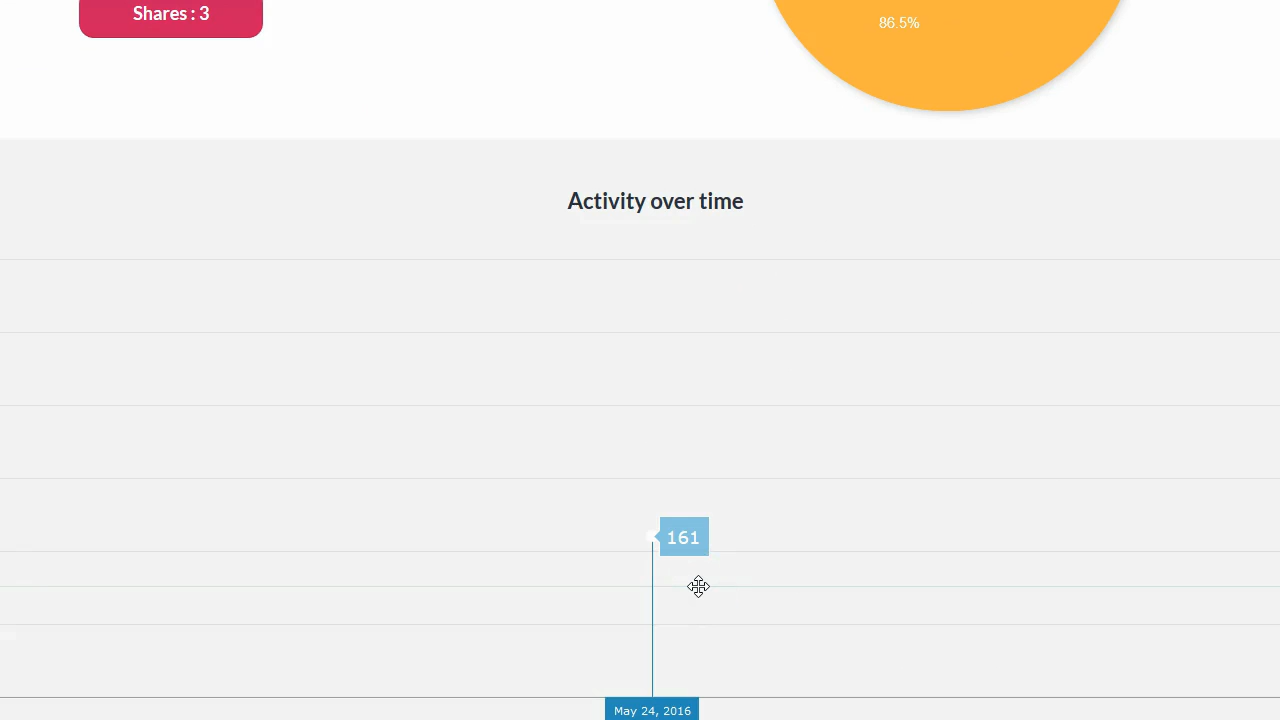 Shares : 3
86.5%
Activity over time
161
May 24, 2016